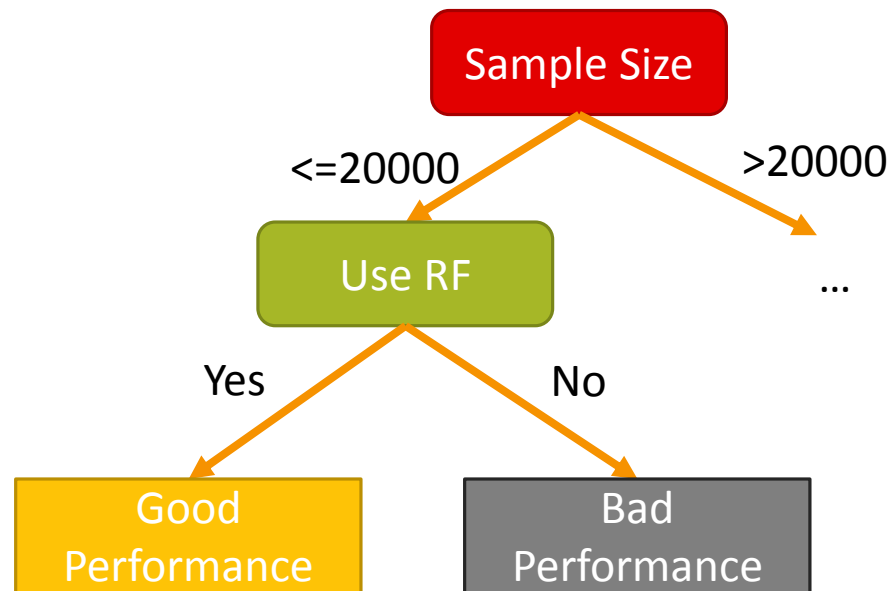 Sample Size
<=20000
>20000
Use RF
...
Yes
No
Good
Performance
Bad
Performance